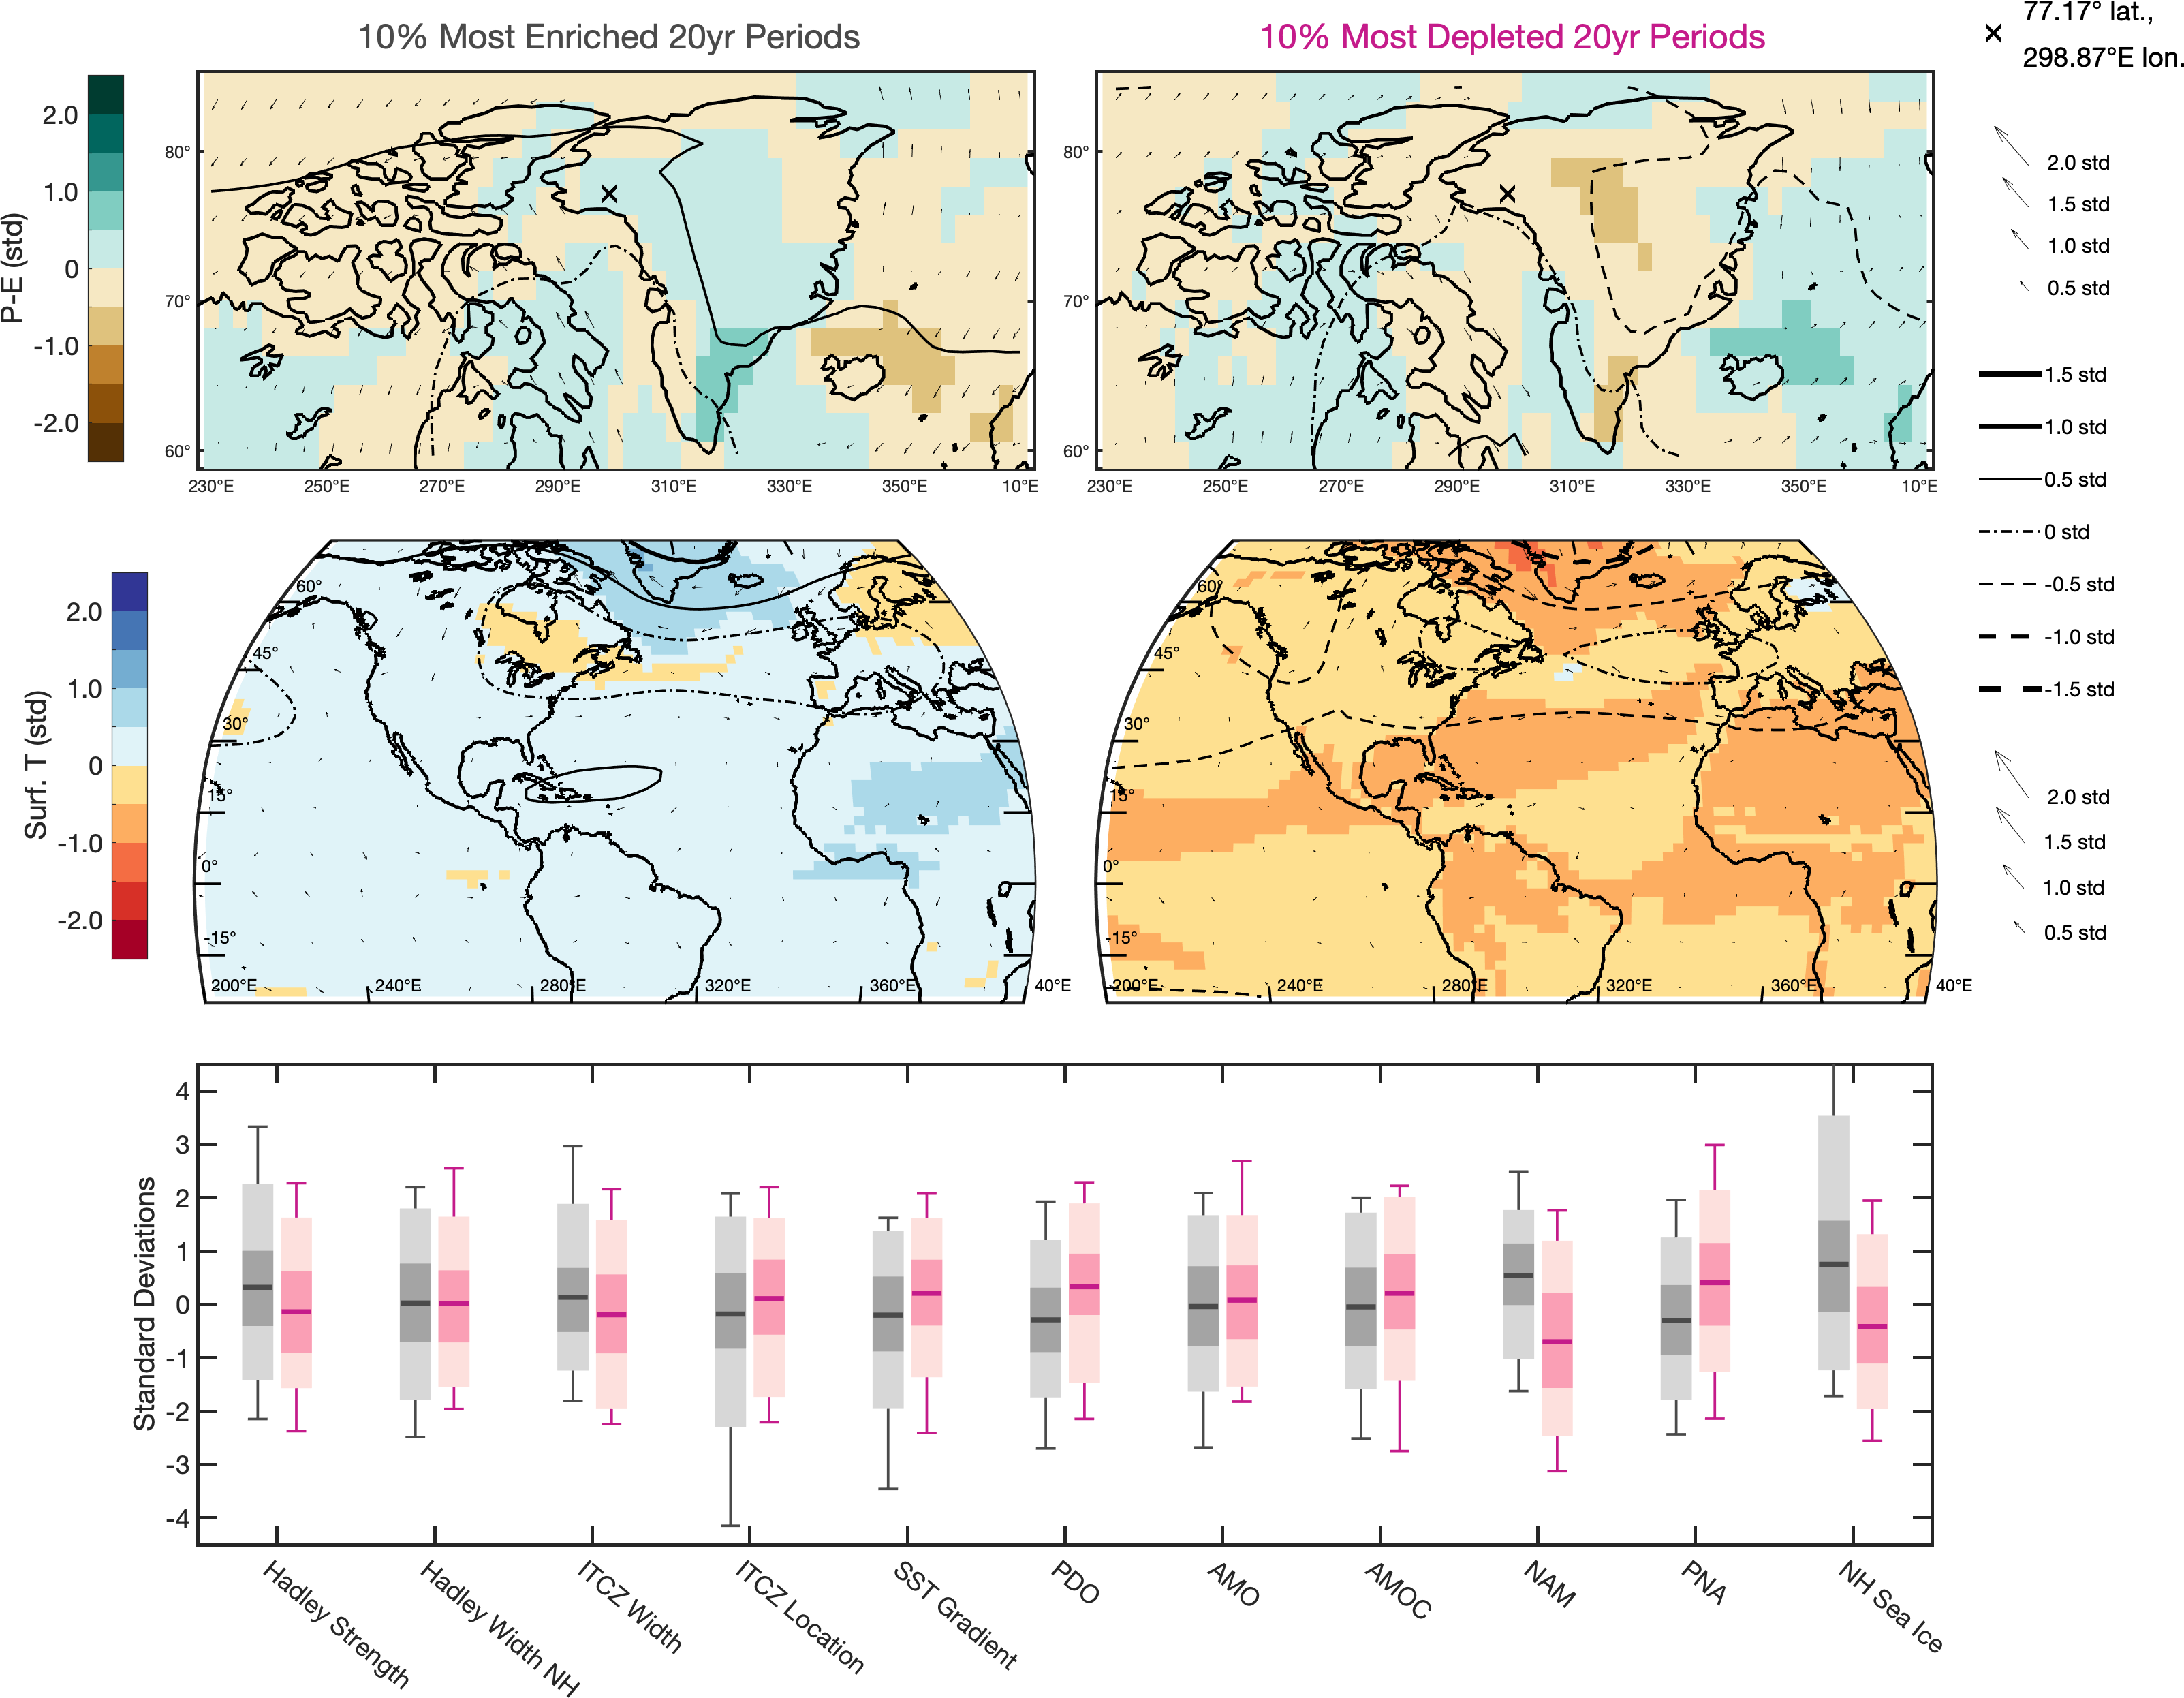 10% Most Enriched 20yr Periods
10% Most Depleted 20yr Periods
77.17° lat.,
298.87°E lon.
P-E (std)
2.0
1.0
0
-1.0
-2.0
80°
70°
60°
230°E 250°E 270°E 290°E 310°E 330°E 350°E 10°E
80°
70°
60°
230°E 250°E 270°E 290°E 310°E 330°E 350°E 10°E
2.0 std
1.5 std
1.0 std
0.5 std
1.5 std
1.0 std
0.5 std
0 std
-0.5 std
-1.0 std
-1.5 std
Surf. T (std)
2.0
1.0
0
-1.0
-2.0
60°
45°
30°
15°
0°
-15°
200°E 240°E 280°E 320°E 360°E 40°E
60°
45°
30°
15°
0°
-15°
200°E 240°E 280°E 320°E 360°E 40°E
2.0 std
1.5 std
1.0 std
0.5 std
Standard Deviations
4
3
2
1
0
-1
-2
-3
-4
Hadley Strength
Hadley Width NH
ITCZ Width
ITCZ Location
SST Gradient
PDO
AMO
AMOC
NAM
PNA
NH Sea Ice